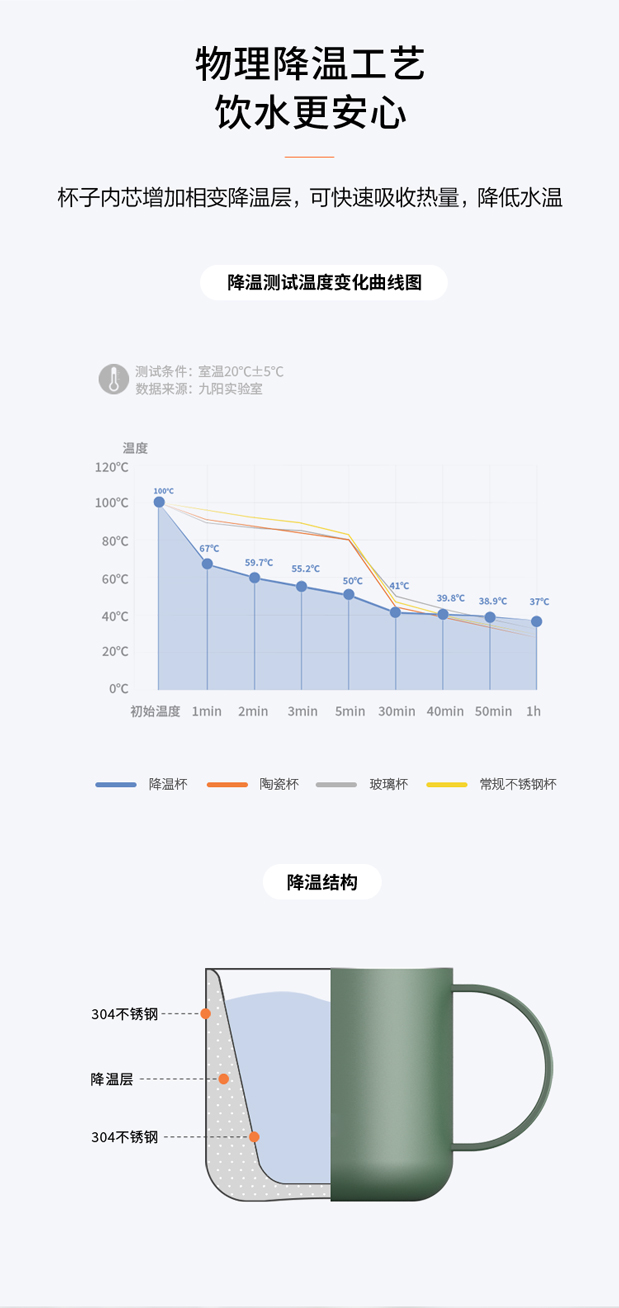 物理降温工艺
饮水更安心
杯子内芯增加相变降温层，可快速吸收热量，降低水温
降温测试温度变化曲线图
测试条件：室温20℃±5℃
数据来源：九阳实验室
温度
120℃
100℃
80℃
60℃
40℃
20℃
0℃
100℃
67℃
59.7℃
55.2℃
50℃
41℃
39.8℃
38.9℃
37℃
初始温度 1min 2min 3min 5min 30min 40min 50min 1h
降温杯 陶瓷杯 玻璃杯 常规不锈钢杯
降温结构
304不锈钢
降温层
304不锈钢